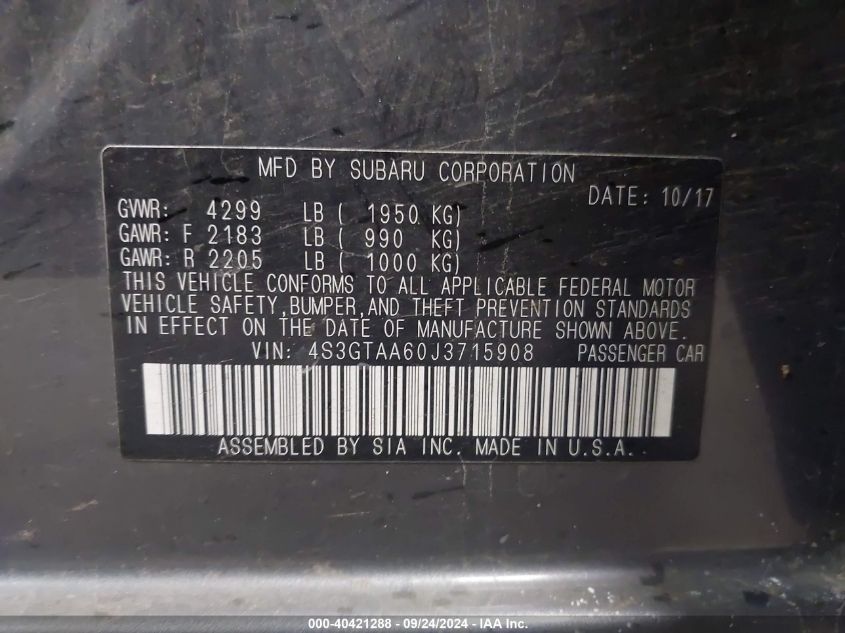 MFD BY SUBARU CORPORATION
DATE: 10/17
GVWR: 4299 LB ( 1950 KG)
GAWR: F 2183 LB ( 990 KG)
GAWR: R 2205 LB ( 1000 KG)
THIS VEHICLE CONFORMS TO ALL APPLICABLE FEDERAL MOTOR
VEHICLE SAFETY,BUMPER,AND THEFT PREVENTION STANDARDS
IN EFFECT ON THE DATE OF MANUFACTURE SHOWN ABOVE.
VIN: 4S3GTAA60J3715908 PASSENGER CAR
ASSEMBLED BY SIA INC. MADE IN U.S.A.
000-40421288 - 09/24/2024 - IAA Inc.